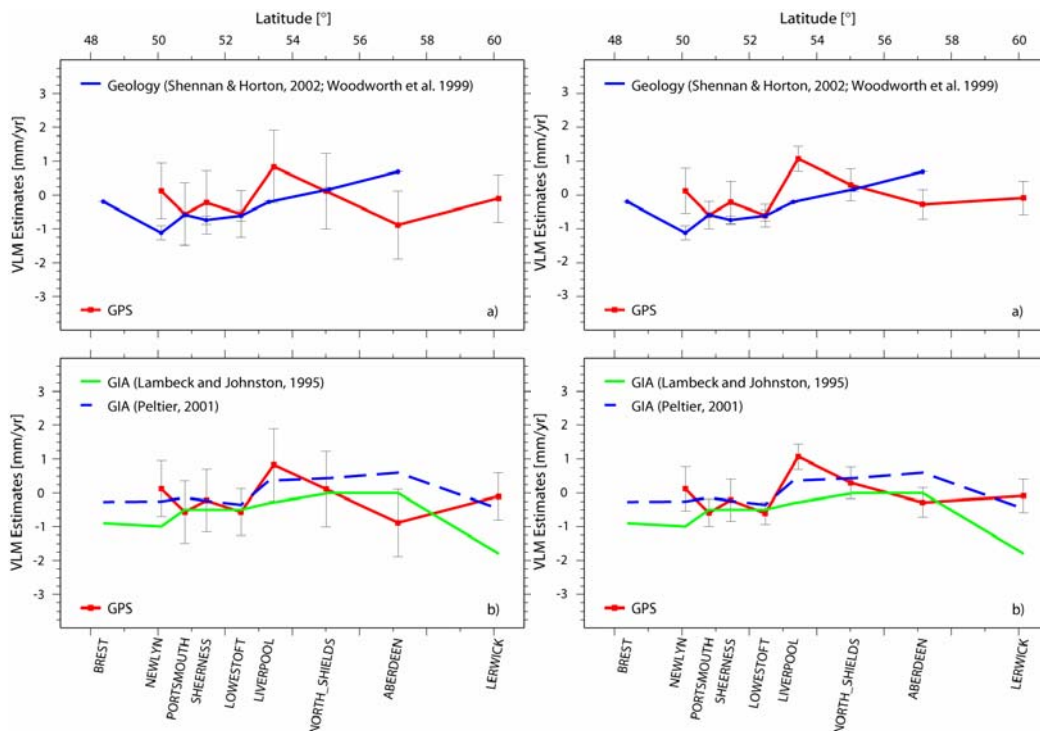 Latitude [°]
48 50 52 54 56 58 60
VLM Estimates [mm/yr]
3
2
1
0
-1
-2
-3
Geology (Shennan & Horton, 2002; Woodworth et al. 1999)
GPS
a)
Latitude [°]
48 50 52 54 56 58 60
VLM Estimates [mm/yr]
3
2
1
0
-1
-2
-3
Geology (Shennan & Horton, 2002; Woodworth et al. 1999)
GPS
a)
VLM Estimates [mm/yr]
3
2
1
0
-1
-2
-3
GIA (Lambeck and Johnston, 1995)
GIA (Peltier, 2001)
GPS
b)
BREST
NEWLYN
PORTSMOUTH
SHEERNESS
LOWESTOFT
LIVERPOOL
NORTH_SHIELDS
ABERDEEN
LERWICK
VLM Estimates [mm/yr]
3
2
1
0
-1
-2
-3
GIA (Lambeck and Johnston, 1995)
GIA (Peltier, 2001)
GPS
b)
BREST
NEWLYN
PORTSMOUTH
SHEERNESS
LOWESTOFT
LIVERPOOL
NORTH_SHIELDS
ABERDEEN
LERWICK